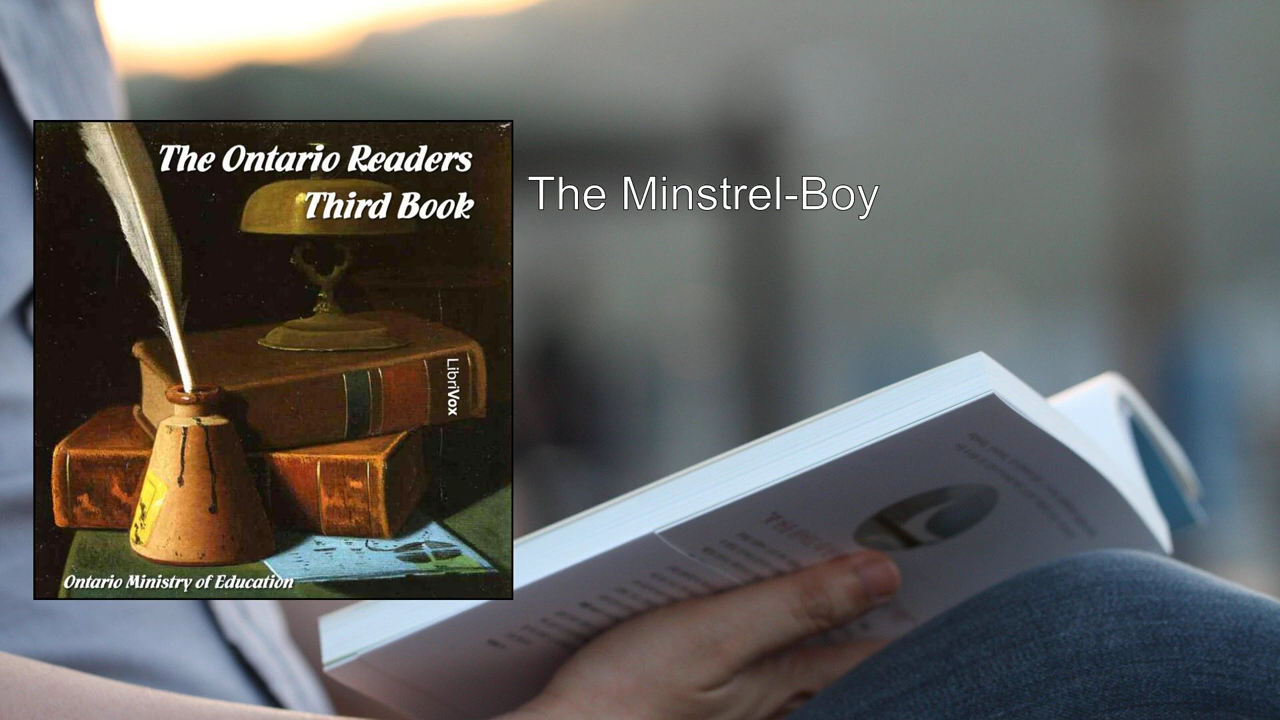 The Ontario Readers
Third Book
LibriVox
Ontario Ministry of Education
The Minstrel-Boy